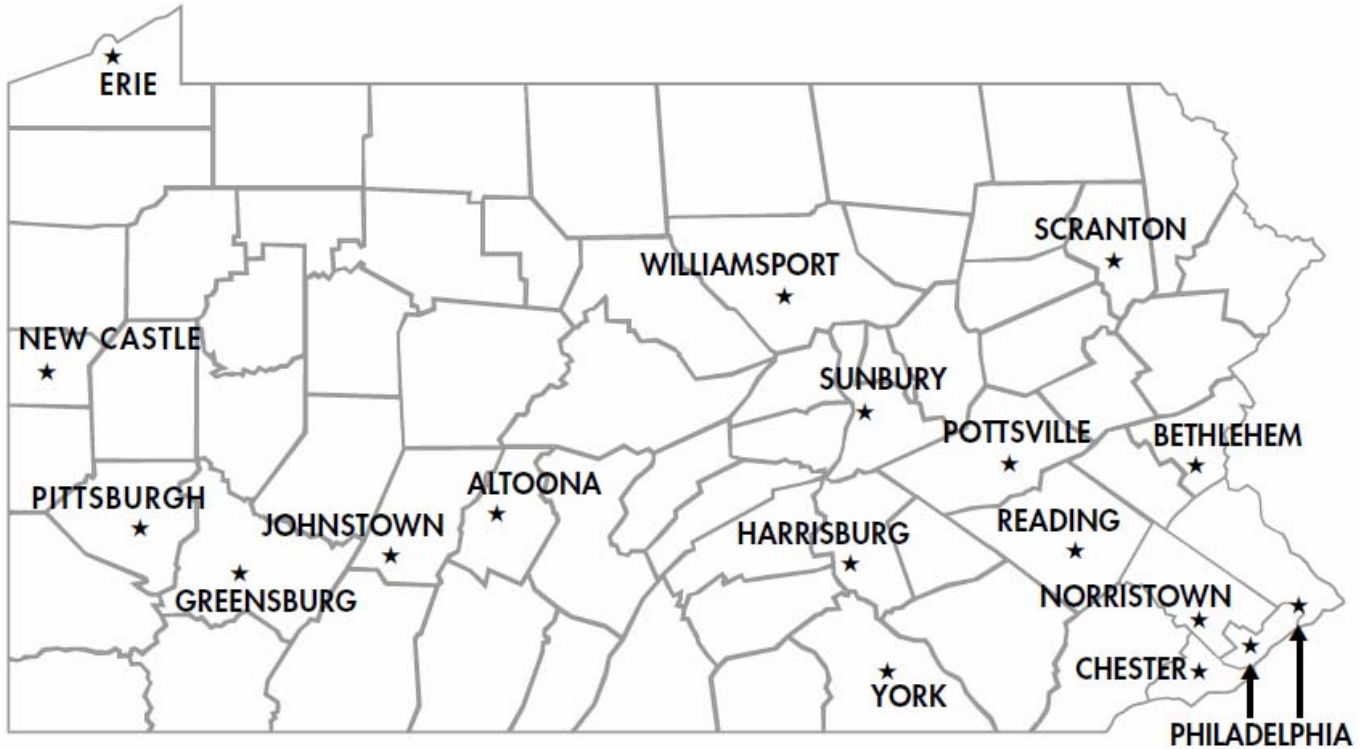 ERIE
SCRANTON
WILLIAMSPORT
NEW CASTLE
SUNBURY
POTTSVILLE
BETHLEHEM
PITTSBURGH
ALTOONA
JOHNSTOWN
HARRISBURG
READING
GREENSBURG
NORRISTOWN
CHESTER
YORK
PHILADELPHIA